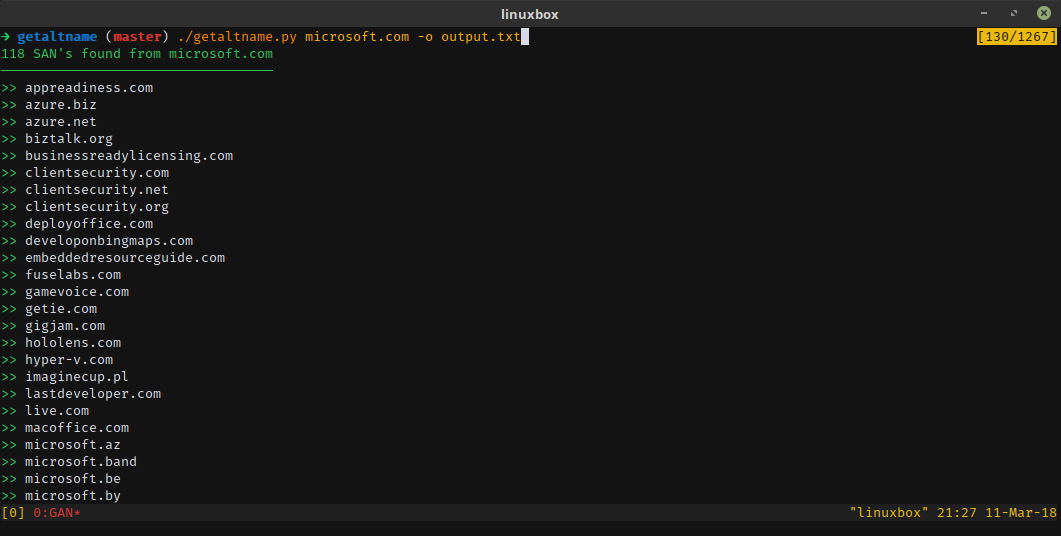 linuxbox
➜ getaltname (master) ./getaltname.py microsoft.com -o output.txt [130/1267]
118 SAN's found from microsoft.com
>> appreadiness.com
>> azure.biz
>> azure.net
>> biztalk.org
>> businessreadylicensing.com
>> clientsecurity.com
>> clientsecurity.net
>> clientsecurity.org
>> deployoffice.com
>> developonbingmaps.com
>> embeddedresourceguide.com
>> fuselabs.com
>> gamevoice.com
>> getie.com
>> gigjam.com
>> hololens.com
>> hyper-v.com
>> imaginecup.pl
>> lastdeveloper.com
>> live.com
>> macoffice.com
>> microsoft.az
>> microsoft.band
>> microsoft.be
>> microsoft.by
[0] 0:GAN* "linuxbox" 21:27 11-Mar-18